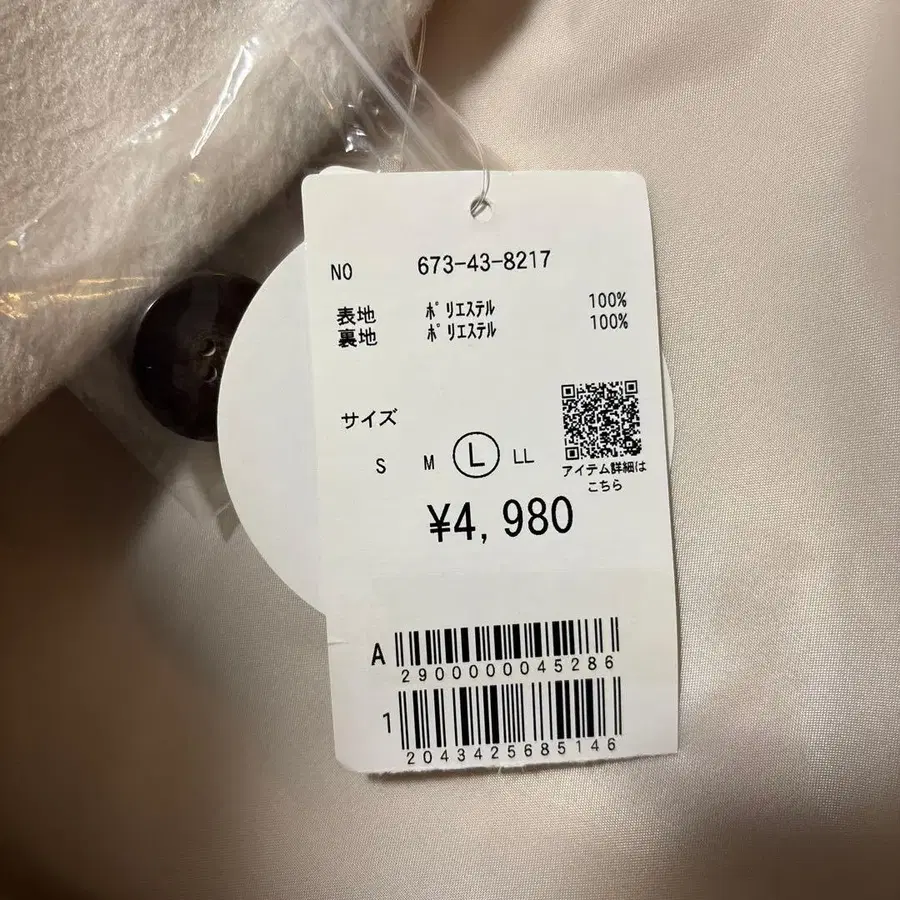 NO 673-43-8217
表地 ポリエステル 100%
裏地 ポリエステル 100%
サイズ
S M L LL
アイテム詳細は
こちら
¥4,980
A
2900000045286
1
2043425685146